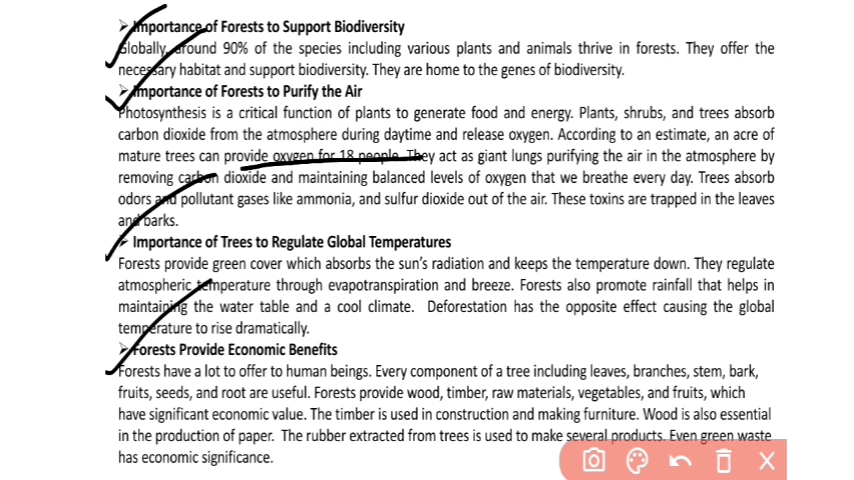 ➢ Importance of Forests to Support Biodiversity
Globally, around 90% of the species including various plants and animals thrive in forests. They offer the
necessary habitat and support biodiversity. They are home to the genes of biodiversity.
➢ Importance of Forests to Purify the Air
Photosynthesis is a critical function of plants to generate food and energy. Plants, shrubs, and trees absorb
carbon dioxide from the atmosphere during daytime and release oxygen. According to an estimate, an acre of
mature trees can provide oxygen for 18 people. They act as giant lungs purifying the air in the atmosphere by
removing carbon dioxide and maintaining balanced levels of oxygen that we breathe every day. Trees absorb
odors and pollutant gases like ammonia, and sulfur dioxide out of the air. These toxins are trapped in the leaves
and barks.
➢ Importance of Trees to Regulate Global Temperatures
Forests provide green cover which absorbs the sun's radiation and keeps the temperature down. They regulate
atmospheric temperature through evapotranspiration and breeze. Forests also promote rainfall that helps in
maintaining the water table and a cool climate. Deforestation has the opposite effect causing the global
temperature to rise dramatically.
➢ Forests Provide Economic Benefits
Forests have a lot to offer to human beings. Every component of a tree including leaves, branches, stem, bark,
fruits, seeds, and root are useful. Forests provide wood, timber, raw materials, vegetables, and fruits, which
have significant economic value. The timber is used in construction and making furniture. Wood is also essential
in the production of paper. The rubber extracted from trees is used to make several products. Even green waste
has economic significance.